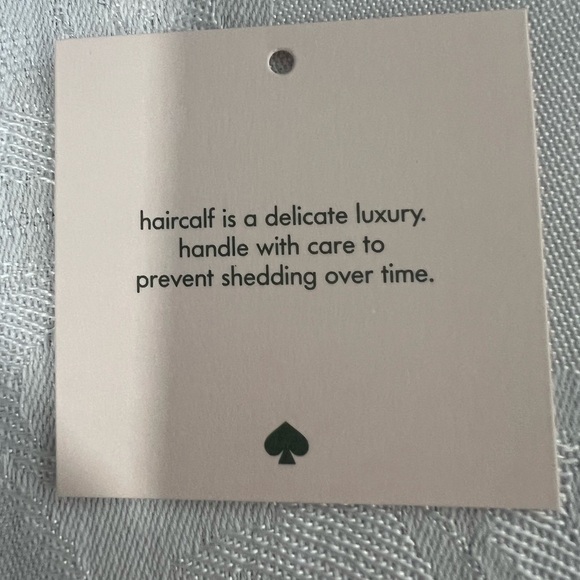 haircalf is a delicate luxury.
handle with care to
prevent shedding over time.